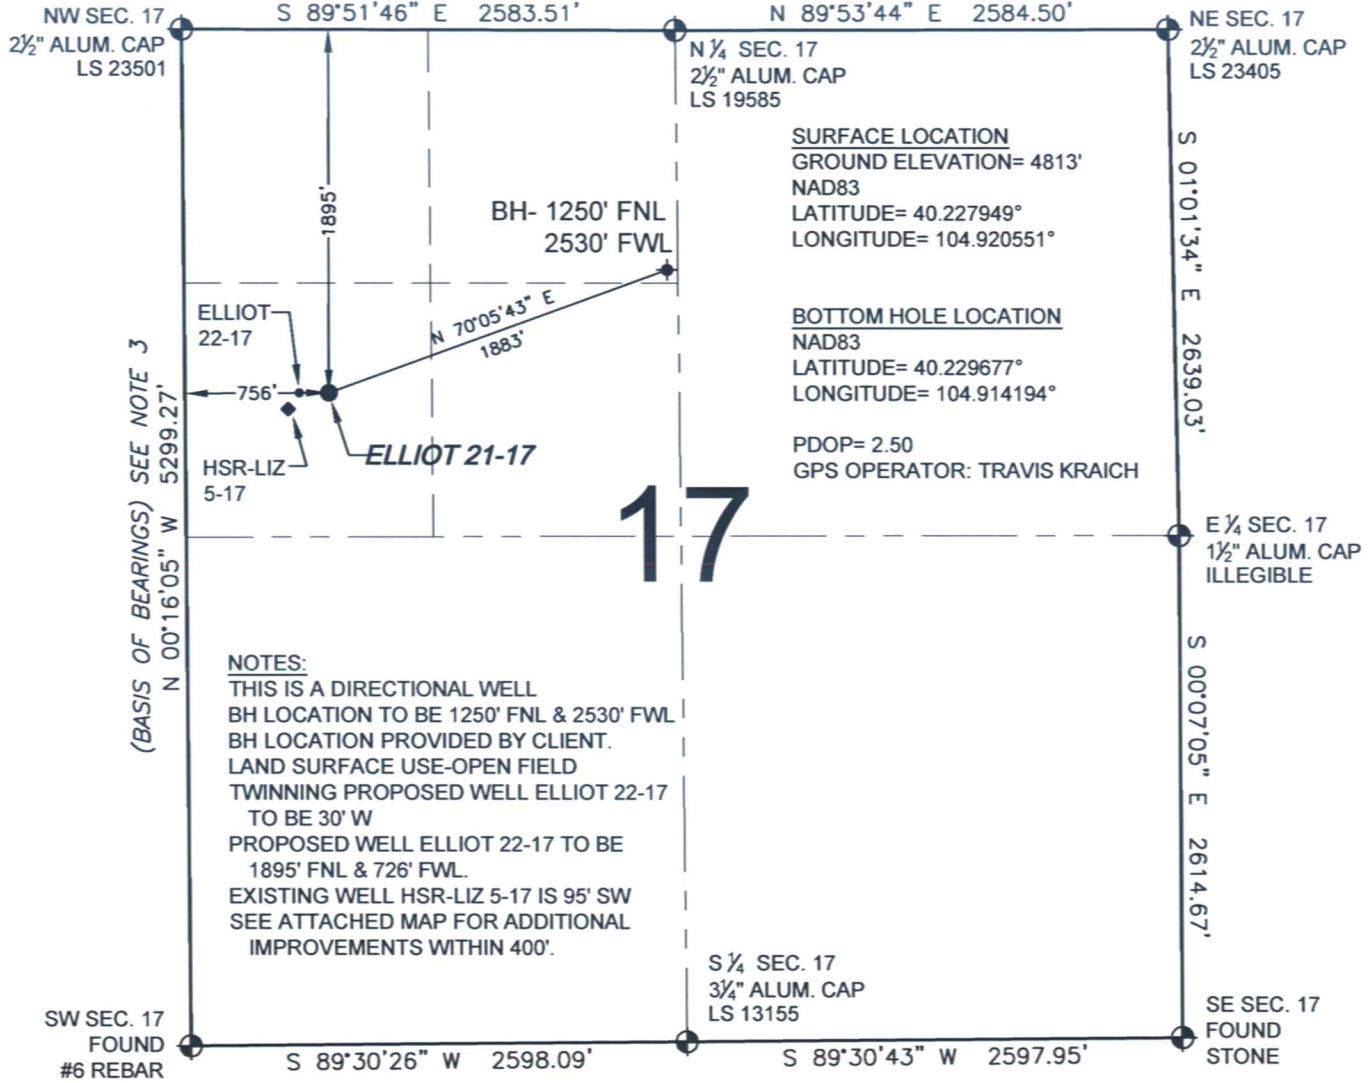 S 89°51'46" E 2583.51'
N 89°53'44" E 2584.50'
NW SEC. 17
2½" ALUM. CAP
LS 23501
N ¼ SEC. 17
2½" ALUM. CAP
LS 19585
NE SEC. 17
2½" ALUM. CAP
LS 23405
SURFACE LOCATION
GROUND ELEVATION= 4813'
NAD83
LATITUDE= 40.227949°
LONGITUDE= 104.920551°
S 01°01'34" E 2639.03'
1895'
BH- 1250' FNL
2530' FWL
N 70°05'43" E
1883'
ELLIOT
22-17
756'
HSR-LIZ
5-17
ELLIOT 21-17
BOTTOM HOLE LOCATION
NAD83
LATITUDE= 40.229677°
LONGITUDE= 104.914194°
PDOP= 2.50
GPS OPERATOR: TRAVIS KRAICH
(BASIS OF BEARINGS) SEE NOTE 3
N 00°16'05" W 5299.27'
17
E ¼ SEC. 17
1½" ALUM. CAP
ILLEGIBLE
NOTES:
THIS IS A DIRECTIONAL WELL
BH LOCATION TO BE 1250' FNL & 2530' FWL
BH LOCATION PROVIDED BY CLIENT.
LAND SURFACE USE-OPEN FIELD
TWINNING PROPOSED WELL ELLIOT 22-17
TO BE 30' W
PROPOSED WELL ELLIOT 22-17 TO BE
1895' FNL & 726' FWL.
EXISTING WELL HSR-LIZ 5-17 IS 95' SW
SEE ATTACHED MAP FOR ADDITIONAL
IMPROVEMENTS WITHIN 400'.
S 00°07'05" E 2614.67'
S ¼ SEC. 17
3¼" ALUM. CAP
LS 13155
SW SEC. 17
FOUND
#6 REBAR
SE SEC. 17
FOUND
STONE
S 89°30'26" W 2598.09'
S 89°30'43" W 2597.95'